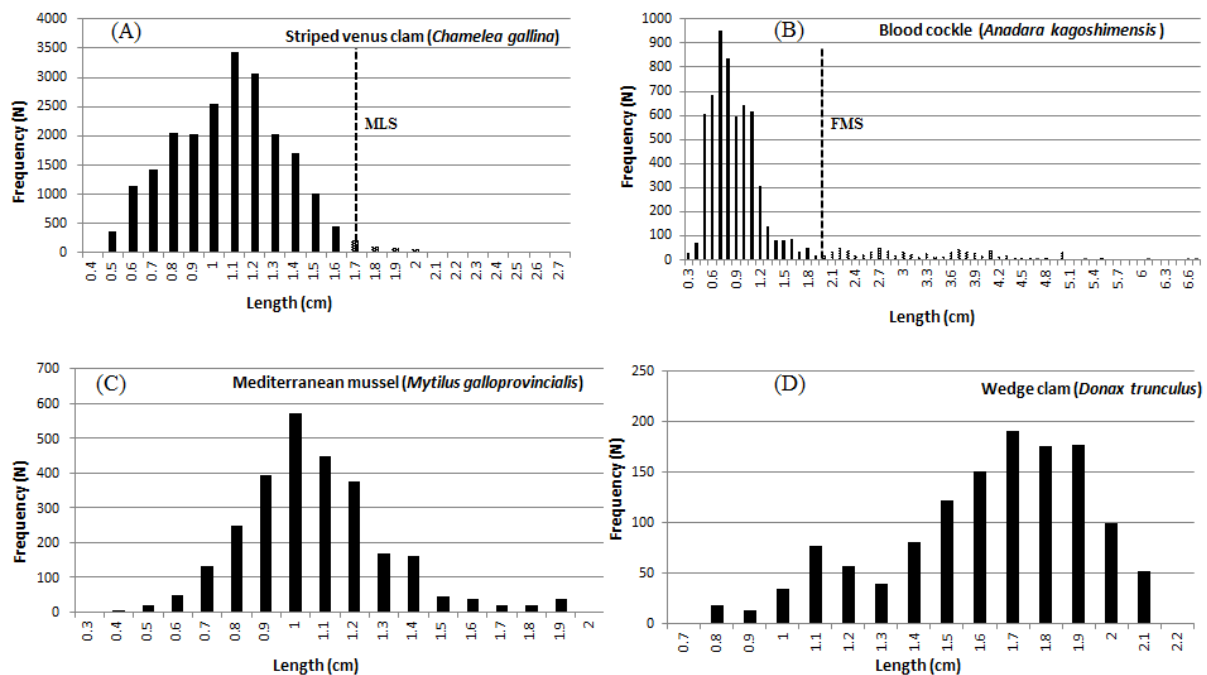 (A)
Striped venus clam (Chamelea gallina)
Frequency (N)
4000
3500
3000
2500
2000
1500
1000
500
0
MLS
0.4 0.5 0.6 0.7 0.8 0.9 1 1.1 1.2 1.3 1.4 1.5 1.6 1.7 1.8 1.9 2 2.1 2.2 2.3 2.4 2.5 2.6 2.7
Length (cm)
(B)
Blood cockle (Anadara kagoshimensis )
Frequency (N)
1000
900
800
700
600
500
400
300
200
100
0
FMS
0.3 0.6 0.9 1.2 1.5 1.8 2.1 2.4 2.7 3 3.3 3.6 3.9 4.2 4.5 4.8 5.1 5.4 5.7 6 6.3 6.6
Length (cm)
(C)
Mediterranean mussel (Mytilus galloprovincialis)
Frequency (N)
700
600
500
400
300
200
100
0
0.3 0.4 0.5 0.6 0.7 0.8 0.9 1 1.1 1.2 1.3 1.4 1.5 1.6 1.7 1.8 1.9 2
Length (cm)
(D)
Wedge clam (Donax trunculus)
Frequency (N)
250
200
150
100
50
0
0.7 0.8 0.9 1 1.1 1.2 1.3 1.4 1.5 1.6 1.7 1.8 1.9 2 2.1 2.2
Length (cm)